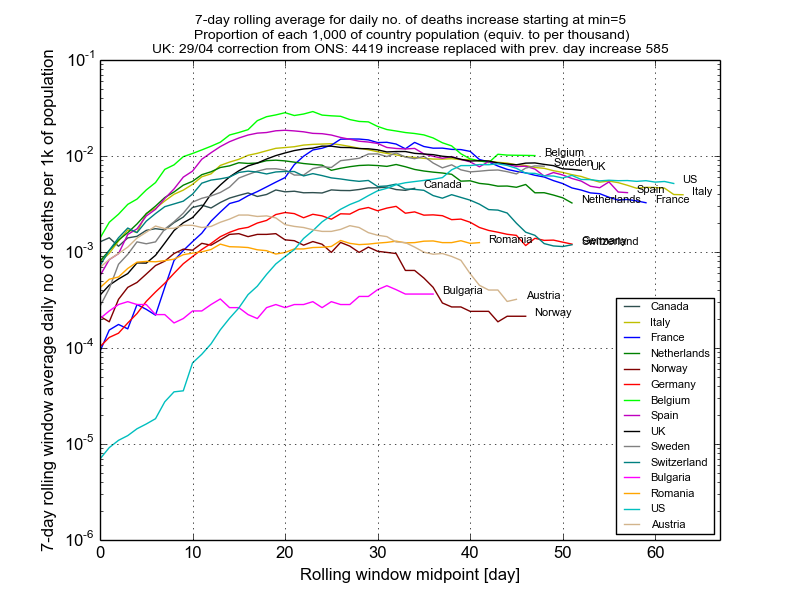 7-day rolling average for daily no. of deaths increase starting at min=5
Proportion of each 1,000 of country population (equiv. to per thousand)
UK: 29/04 correction from ONS: 4419 increase replaced with prev. day increase 585
7-day rolling window average daily no of deaths per 1k of population
10^-1
10^-2
10^-3
10^-4
10^-5
10^-6
Belgium
Sweden
UK
US
Canada
Spain
Italy
Netherlands
France
Romania
Germany
Switzerland
Bulgaria
Austria
Norway
Canada
Italy
France
Netherlands
Norway
Germany
Belgium
Spain
UK
Sweden
Switzerland
Bulgaria
Romania
US
Austria
0 10 20 30 40 50 60
Rolling window midpoint [day]